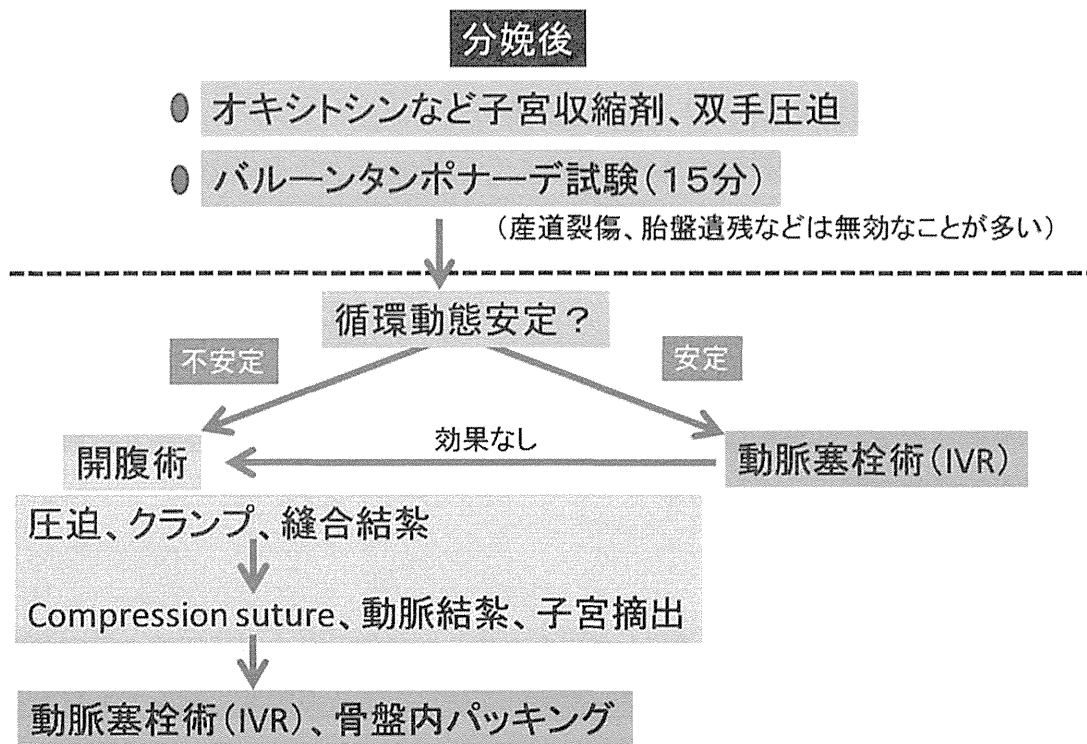 分娩後
オキシトシンなど子宮収縮剤、双手圧迫
バルーンタンポナーデ試験(15分)
(産道裂傷、胎盤遺残などは無効なことが多い)
循環動態安定?
不安定
安定
開腹術
効果なし
動脈塞栓術(IVR)
圧迫、クランプ、縫合結紮
Compression suture、動脈結紮、子宮摘出
動脈塞栓術(IVR)、骨盤内パッキング